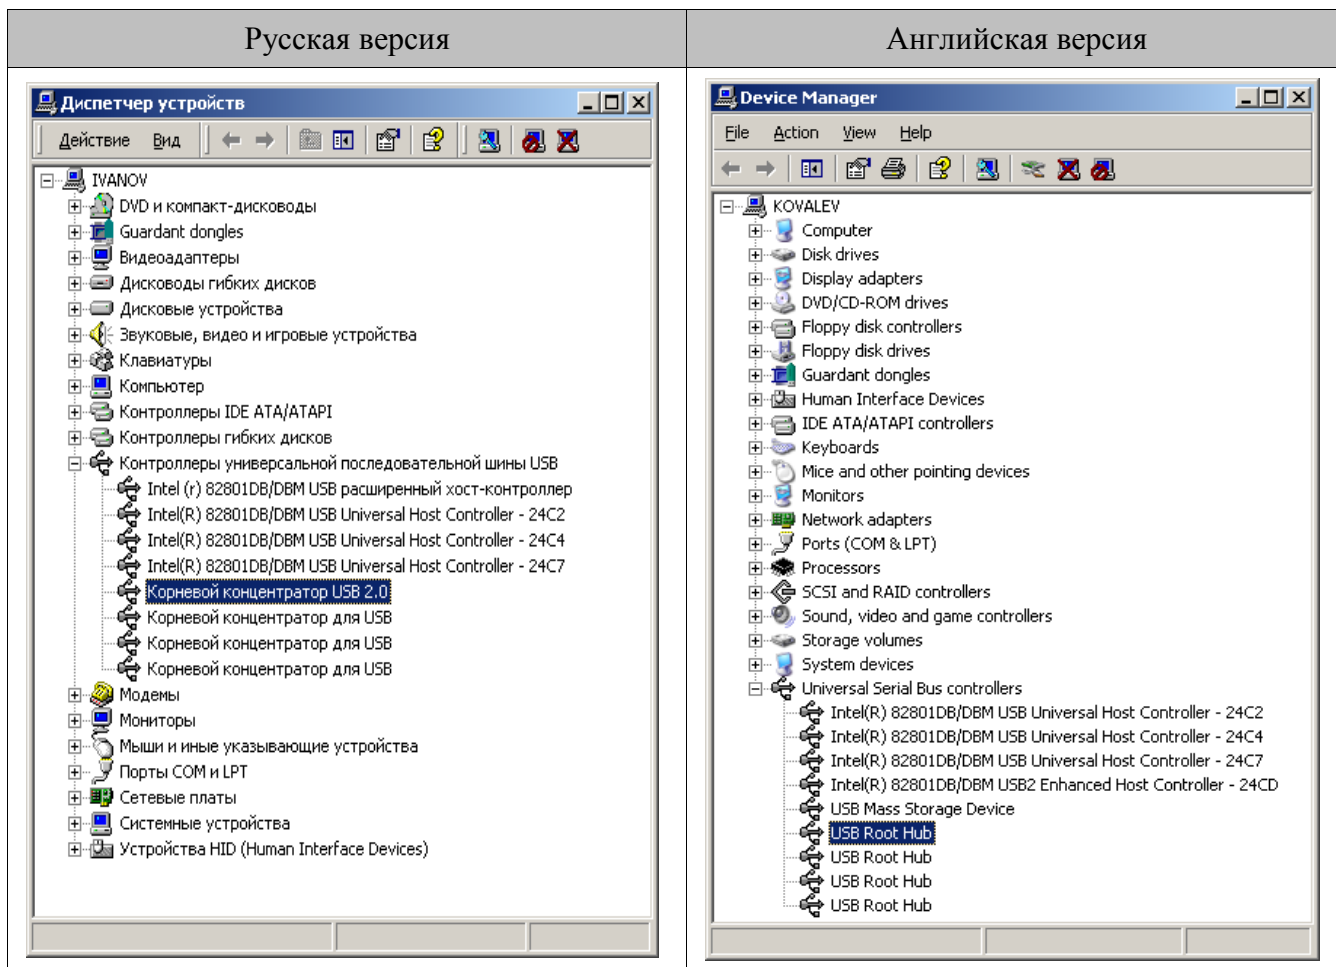 Русская версия
Английская версия
Диспетчер устройств
Действие Вид
IVANOV
DVD и компакт-дисководы
Guardant dongles
Видеоадаптеры
Дисководы гибких дисков
Дисковые устройства
Звуковые, видео и игровые устройства
Клавиатуры
Компьютер
Контроллеры IDE ATA/ATAPI
Контроллеры гибких дисков
Контроллеры универсальной последовательной шины USB
Intel (r) 82801DB/DBM USB расширенный хост-контроллер
Intel(R) 82801DB/DBM USB Universal Host Controller - 24C2
Intel(R) 82801DB/DBM USB Universal Host Controller - 24C4
Intel(R) 82801DB/DBM USB Universal Host Controller - 24C7
Корневой концентратор USB 2.0
Корневой концентратор для USB
Корневой концентратор для USB
Корневой концентратор для USB
Модемы
Мониторы
Мыши и иные указывающие устройства
Порты COM и LPT
Сетевые платы
Системные устройства
Устройства HID (Human Interface Devices)
Device Manager
File Action View Help
KOVALEV
Computer
Disk drives
Display adapters
DVD/CD-ROM drives
Floppy disk controllers
Floppy disk drives
Guardant dongles
Human Interface Devices
IDE ATA/ATAPI controllers
Keyboards
Mice and other pointing devices
Monitors
Network adapters
Ports (COM & LPT)
Processors
SCSI and RAID controllers
Sound, video and game controllers
Storage volumes
System devices
Universal Serial Bus controllers
Intel(R) 82801DB/DBM USB Universal Host Controller - 24C2
Intel(R) 82801DB/DBM USB Universal Host Controller - 24C4
Intel(R) 82801DB/DBM USB Universal Host Controller - 24C7
Intel(R) 82801DB/DBM USB2 Enhanced Host Controller - 24CD
USB Mass Storage Device
USB Root Hub
USB Root Hub
USB Root Hub
USB Root Hub